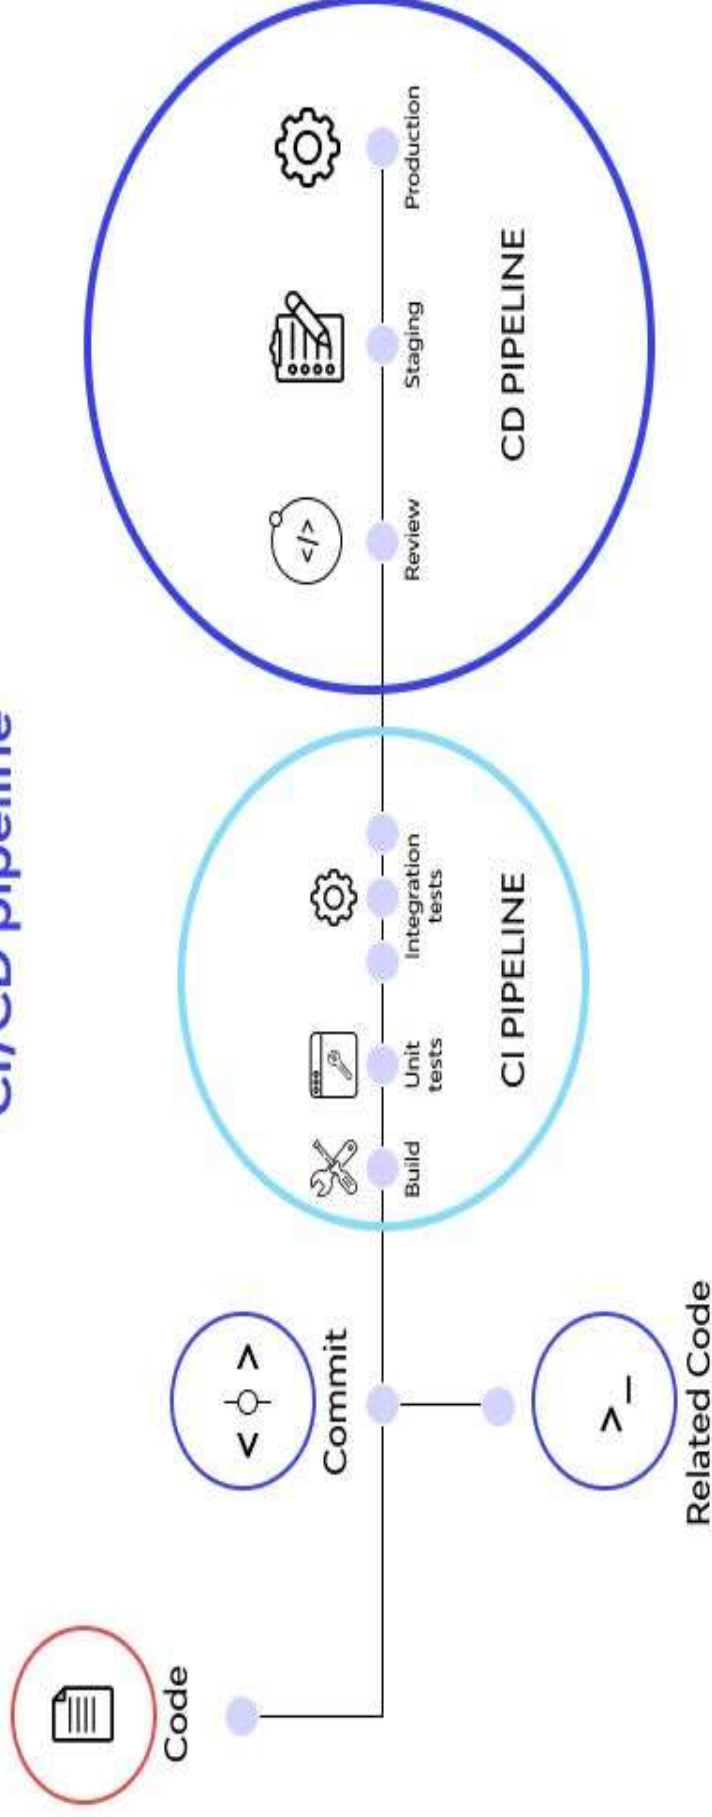 CI/CD pipeline
Code
Commit
Related Code
Build
Unit
tests
Integration
tests
CI PIPELINE
Review
Staging
Production
CD PIPELINE